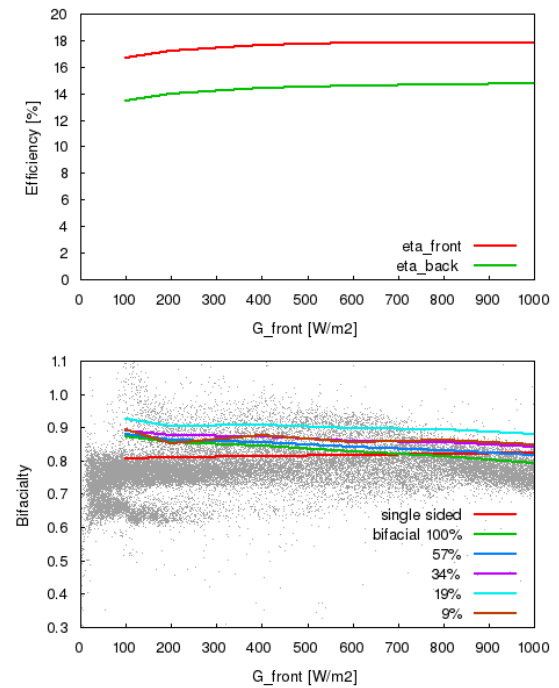 20
18
16
14
12
10
8
6
4
2
0
Efficiency [%]
eta_front
eta_back
0 100 200 300 400 500 600 700 800 900 1000
G_front [W/m2]
1.1
1.0
0.9
0.8
0.7
0.6
0.5
0.4
0.3
Bifacialty
single sided
bifacial 100%
57%
34%
19%
9%
0 100 200 300 400 500 600 700 800 900 1000
G_front [W/m2]